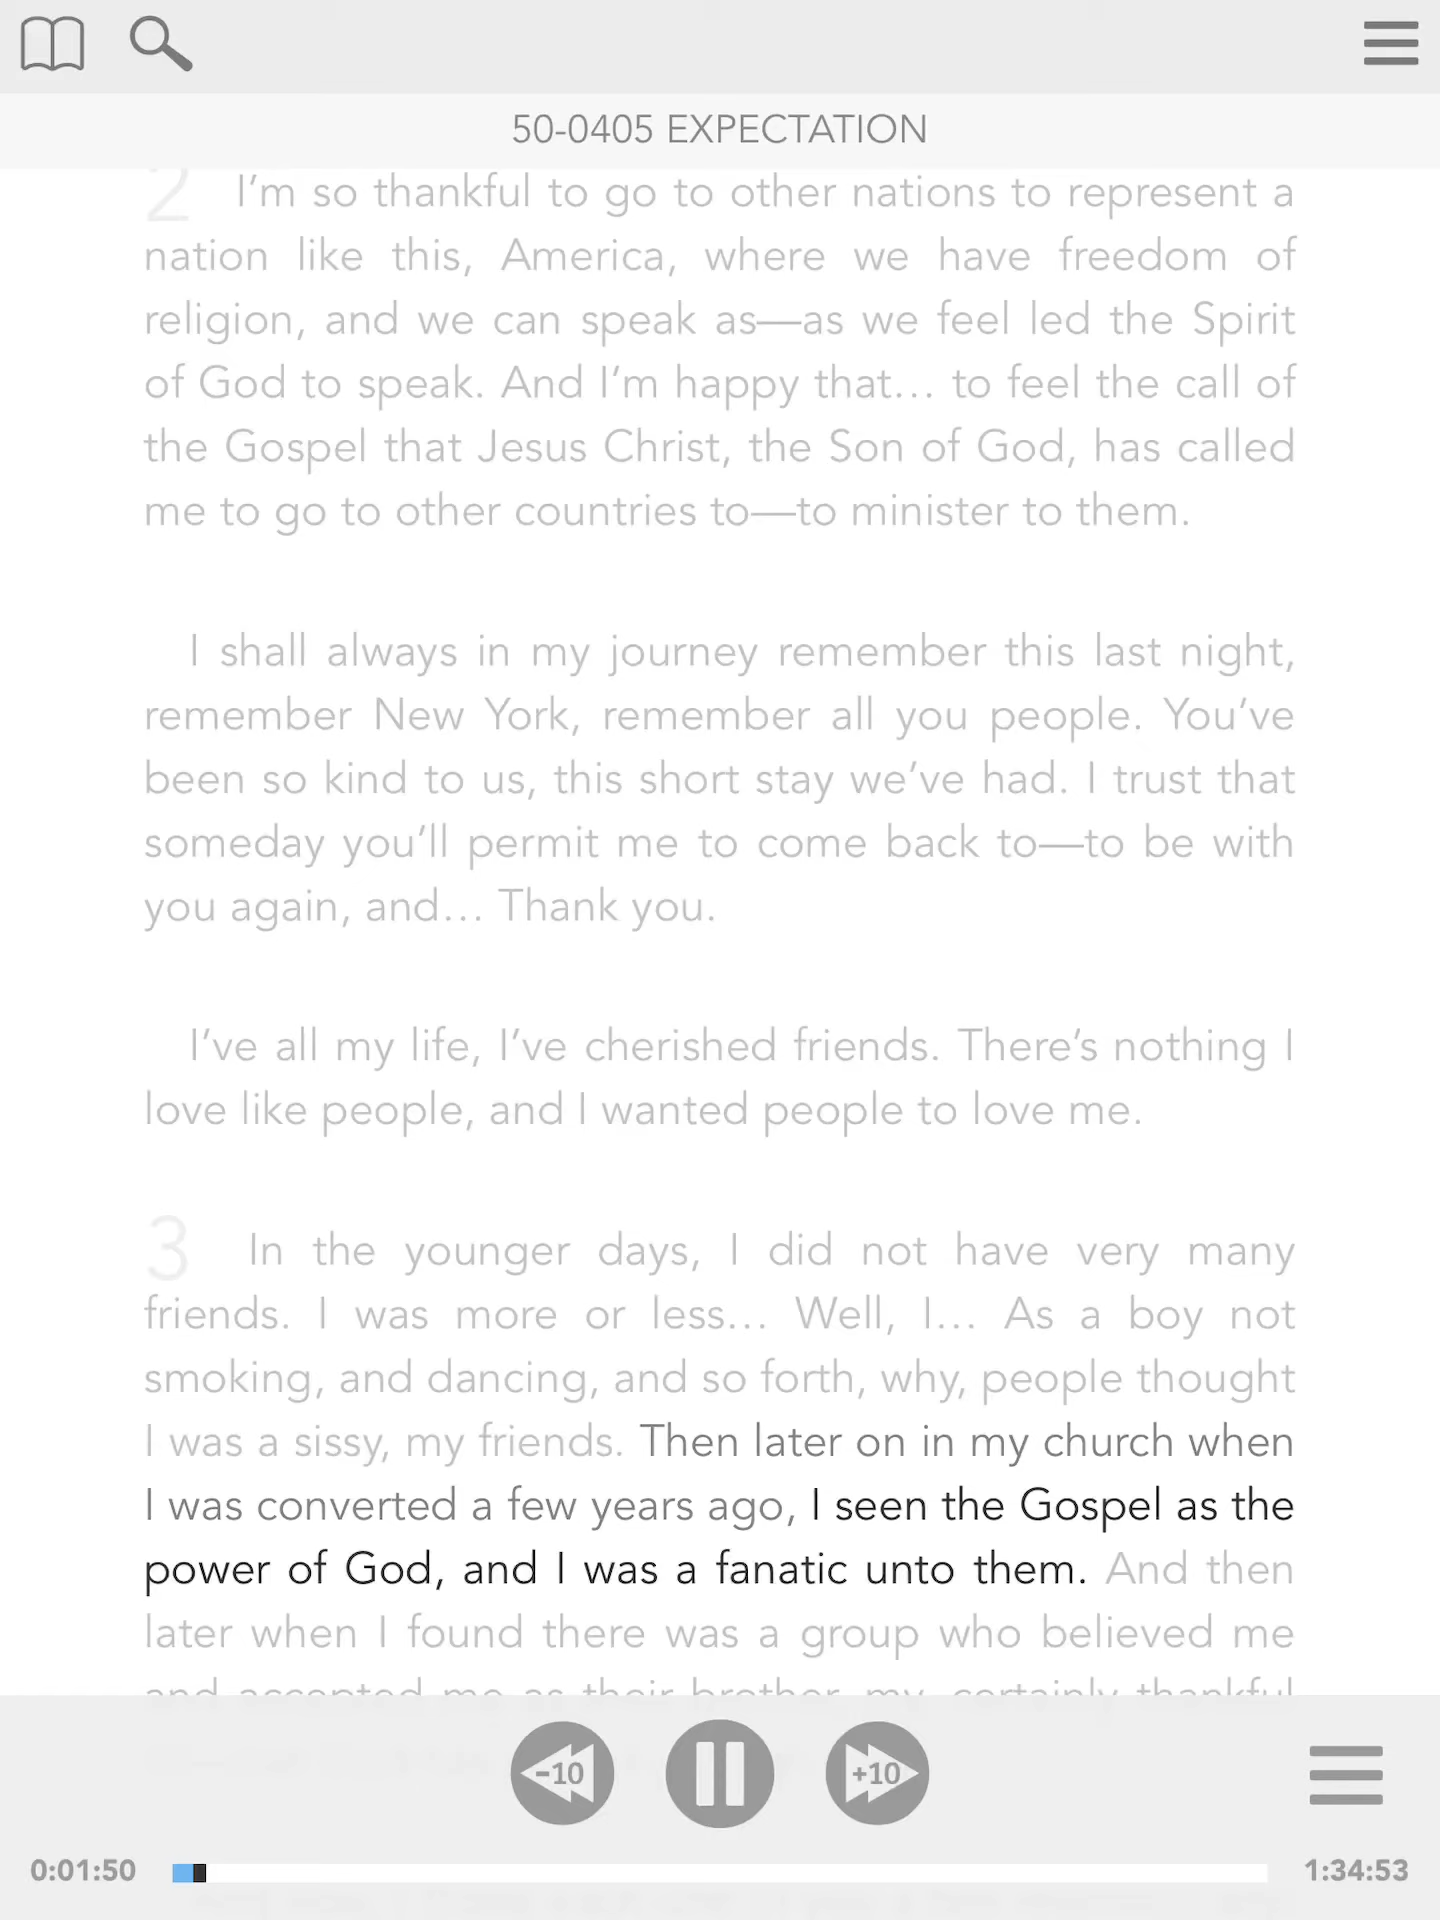 50-0405 EXPECTATION
2 I’m so thankful to go to other nations to represent a
nation like this, America, where we have freedom of
religion, and we can speak as—as we feel led the Spirit
of God to speak. And I’m happy that… to feel the call of
the Gospel that Jesus Christ, the Son of God, has called
me to go to other countries to—to minister to them.
I shall always in my journey remember this last night,
remember New York, remember all you people. You’ve
been so kind to us, this short stay we’ve had. I trust that
someday you’ll permit me to come back to—to be with
you again, and… Thank you.
I’ve all my life, I’ve cherished friends. There’s nothing I
love like people, and I wanted people to love me.
3 In the younger days, I did not have very many
friends. I was more or less… Well, I… As a boy not
smoking, and dancing, and so forth, why, people thought
I was a sissy, my friends. Then later on in my church when
I was converted a few years ago, I seen the Gospel as the
power of God, and I was a fanatic unto them. And then
later when I found there was a group who believed me
and accepted me as their brother, my, certainly thankful
-10 +10
0:01:50 1:34:53